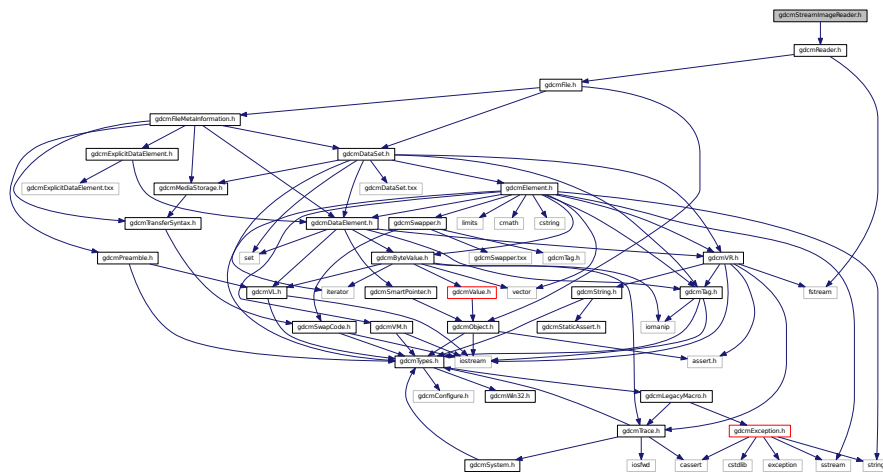 gdcmStreamImageReader.h
gdcmReader.h
gdcmFile.h
gdcmFileMetaInformation.h
gdcmExplicitDataElement.h
gdcmDataSet.h
gdcmExplicitDataElement.txx
gdcmMediaStorage.h
gdcmDataSet.txx
gdcmElement.h
gdcmTransferSyntax.h
gdcmDataElement.h
gdcmSwapper.h
limits
cmath
cstring
gdcmPreamble.h
set
gdcmByteValue.h
gdcmSwapper.txx
gdcmTag.h
gdcmVR.h
gdcmVL.h
iterator
gdcmSmartPointer.h
gdcmValue.h
vector
gdcmString.h
gdcmTag.h
fstream
gdcmSwapCode.h
gdcmVM.h
gdcmObject.h
gdcmStaticAssert.h
iomanip
gdcmTypes.h
iostream
assert.h
gdcmConfigure.h
gdcmWin32.h
gdcmLegacyMacro.h
gdcmTrace.h
gdcmException.h
gdcmSystem.h
iosfwd
cassert
cstdlib
exception
sstream
string